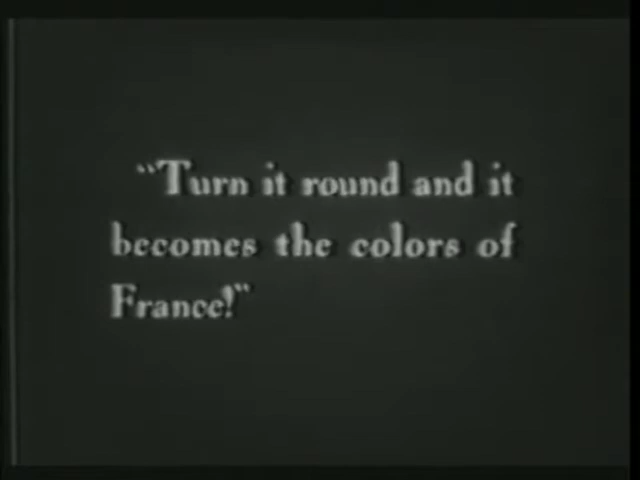 “Turn it round and it
becomes the colors of
France!”